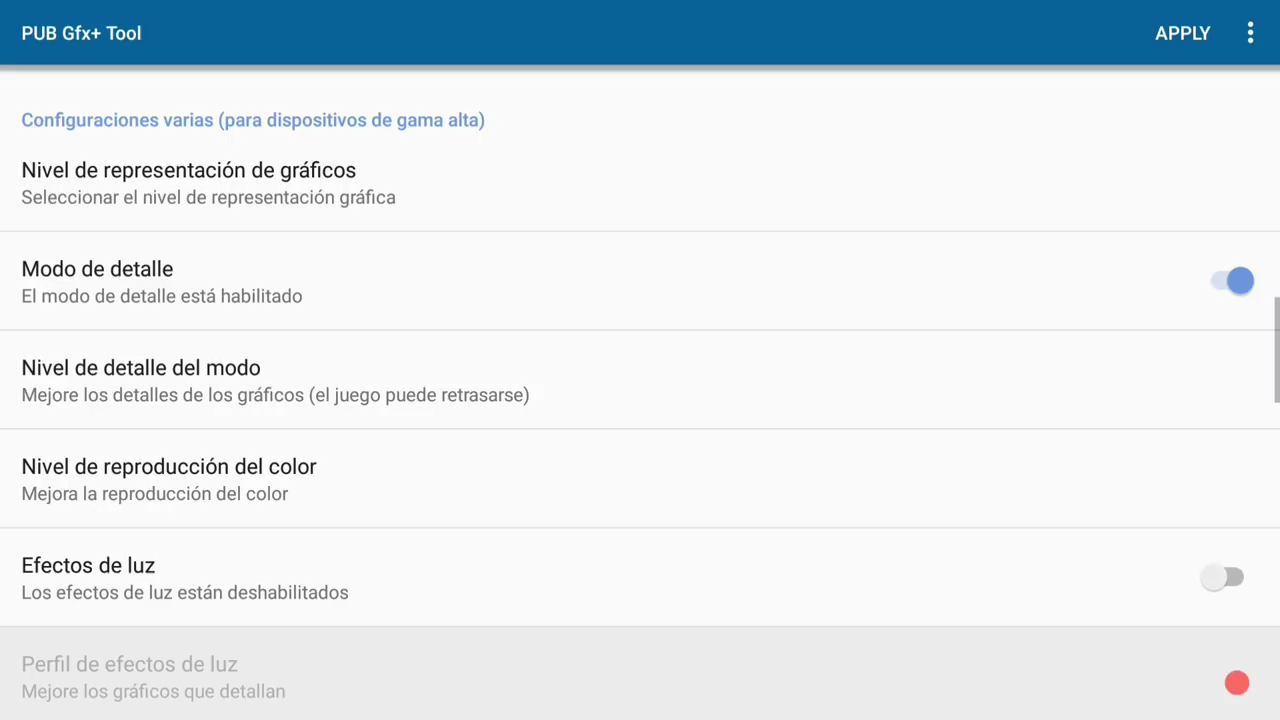 PUB Gfx+ Tool
APPLY
Configuraciones varias (para dispositivos de gama alta)
Nivel de representación de gráficos
Seleccionar el nivel de representación gráfica
Modo de detalle
El modo de detalle está habilitado
Nivel de detalle del modo
Mejore los detalles de los gráficos (el juego puede retrasarse)
Nivel de reproducción del color
Mejora la reproducción del color
Efectos de luz
Los efectos de luz están deshabilitados
Perfil de efectos de luz
Mejore los gráficos que detallan